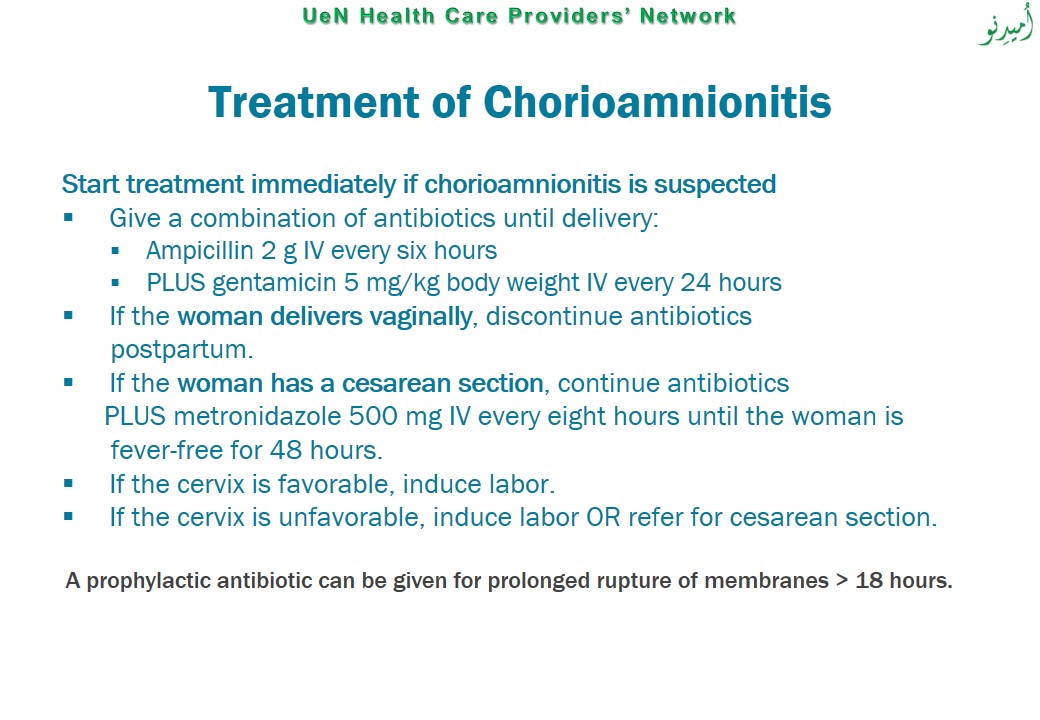 UeN Health Care Providers’ Network
أُميدِنو
Treatment of Chorioamnionitis
Start treatment immediately if chorioamnionitis is suspected
▪ Give a combination of antibiotics until delivery:
▪ Ampicillin 2 g IV every six hours
▪ PLUS gentamicin 5 mg/kg body weight IV every 24 hours
▪ If the woman delivers vaginally, discontinue antibiotics
postpartum.
▪ If the woman has a cesarean section, continue antibiotics
PLUS metronidazole 500 mg IV every eight hours until the woman is
fever-free for 48 hours.
▪ If the cervix is favorable, induce labor.
▪ If the cervix is unfavorable, induce labor OR refer for cesarean section.
A prophylactic antibiotic can be given for prolonged rupture of membranes > 18 hours.